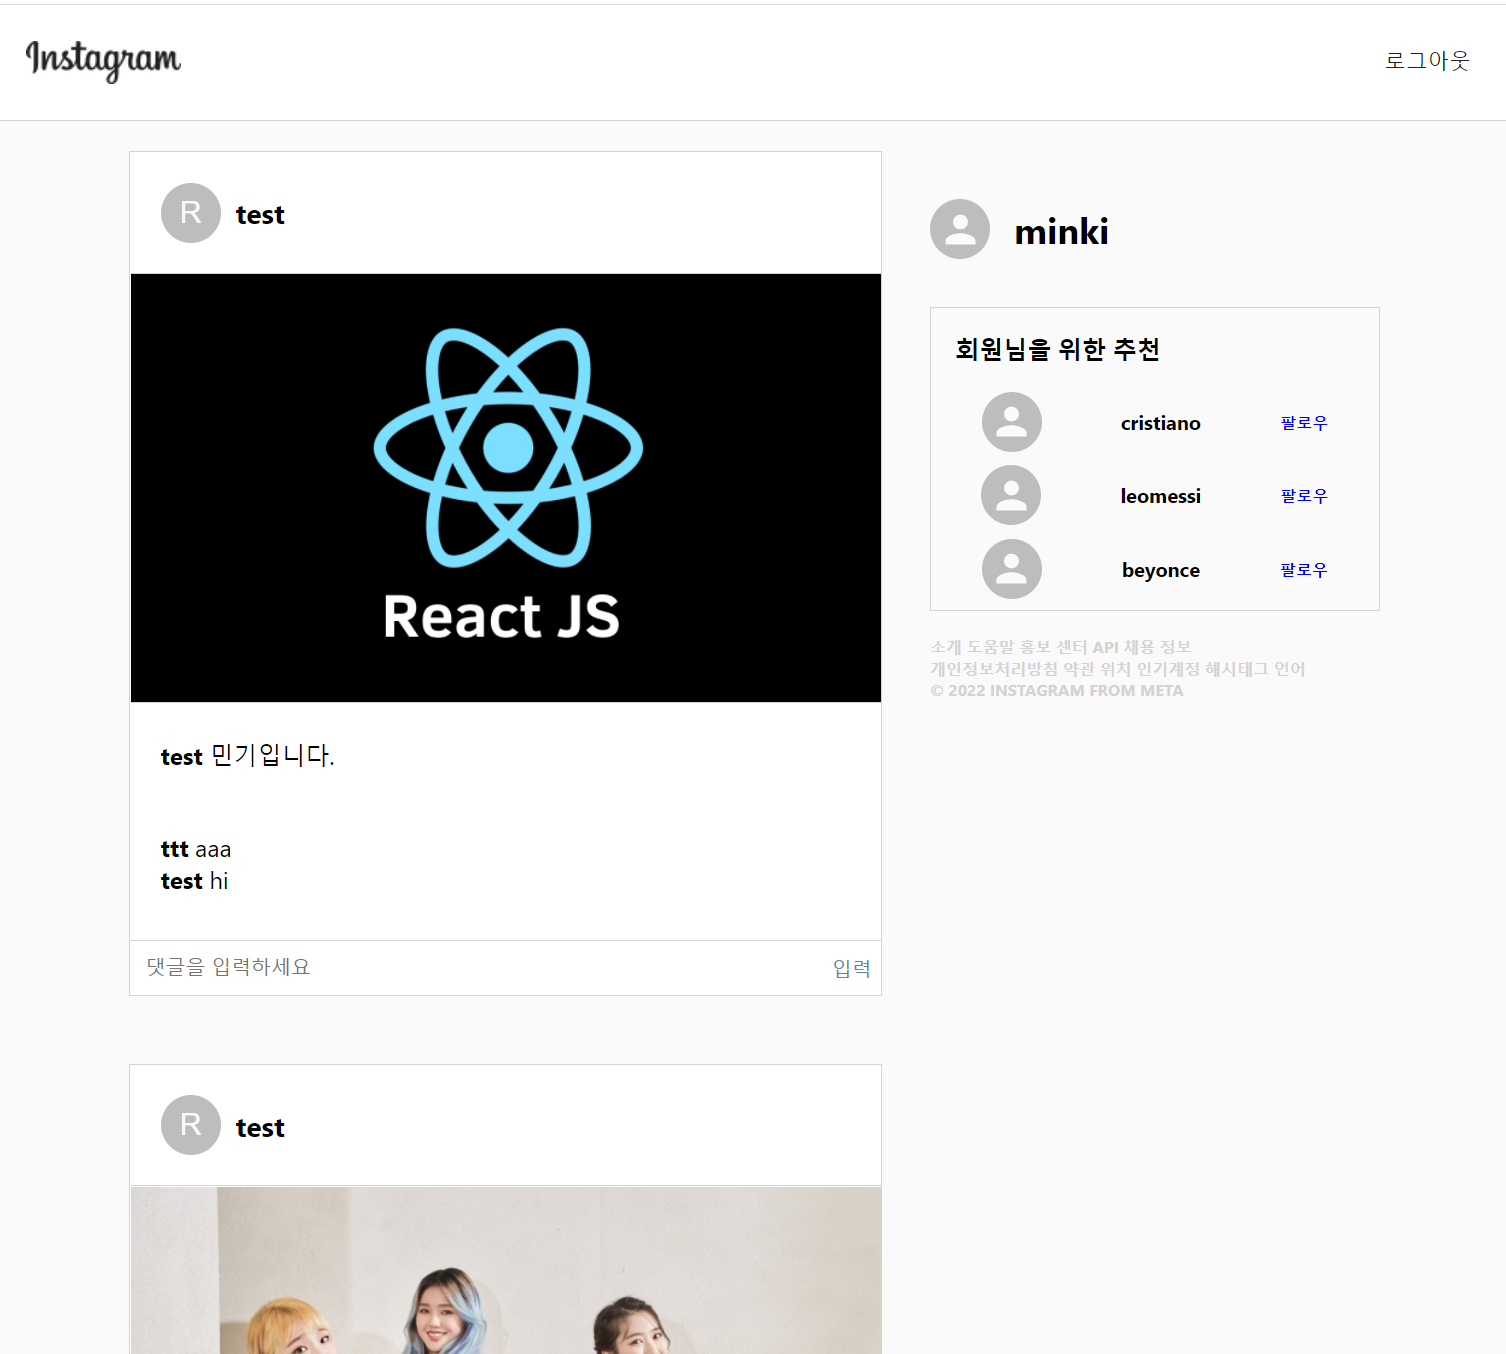 Instagram
로그아웃
R
test
React JS
test 민기입니다.
ttt aaa
test hi
댓글을 입력하세요
입력
R
test
minki
회원님을 위한 추천
cristiano 팔로우
leomessi 팔로우
beyonce 팔로우
소개 도움말 홍보 센터 API 채용 정보
개인정보처리방침 약관 위치 인기계정 해시태그 언어
© 2022 INSTAGRAM FROM META